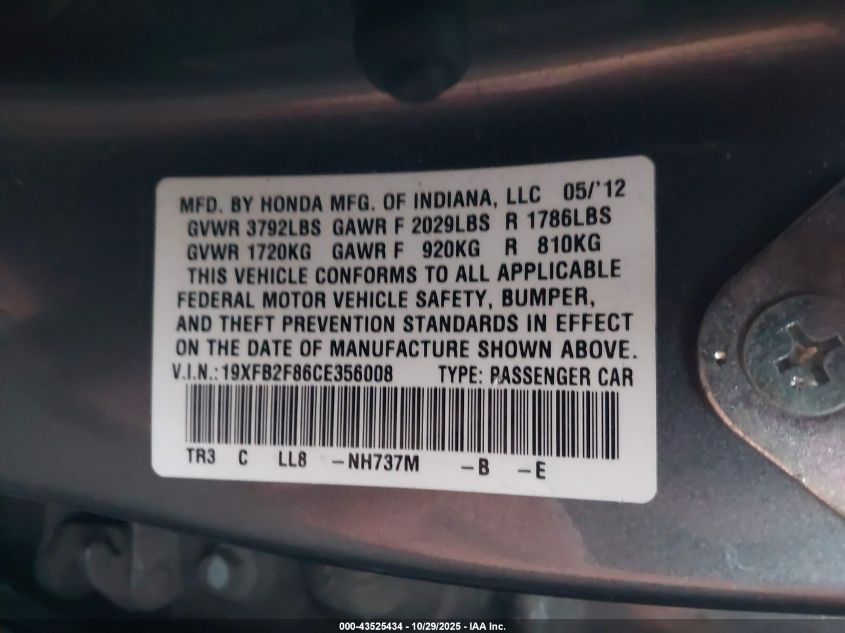 MFD. BY HONDA MFG. OF INDIANA, LLC 05/'12
GVWR 3792LBS GAWR F 2029LBS R 1786LBS
GVWR 1720KG GAWR F 920KG R 810KG
THIS VEHICLE CONFORMS TO ALL APPLICABLE
FEDERAL MOTOR VEHICLE SAFETY, BUMPER,
AND THEFT PREVENTION STANDARDS IN EFFECT
ON THE DATE OF MANUFACTURE SHOWN ABOVE.
V.I.N.:19XFB2F86CE356008 TYPE: PASSENGER CAR
TR3 C LL8 -NH737M -B -E
000-43525434 - 10/29/2025 - IAA Inc.